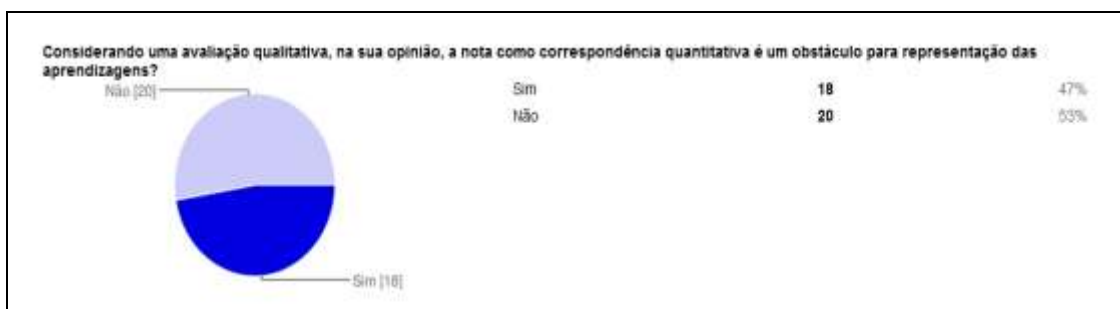 Considerando uma avaliação qualitativa, na sua opinião, a nota como correspondência quantitativa é um obstáculo para representação das
aprendizagens?
Não [20]
Sim 18 47%
Não 20 53%
Sim [18]